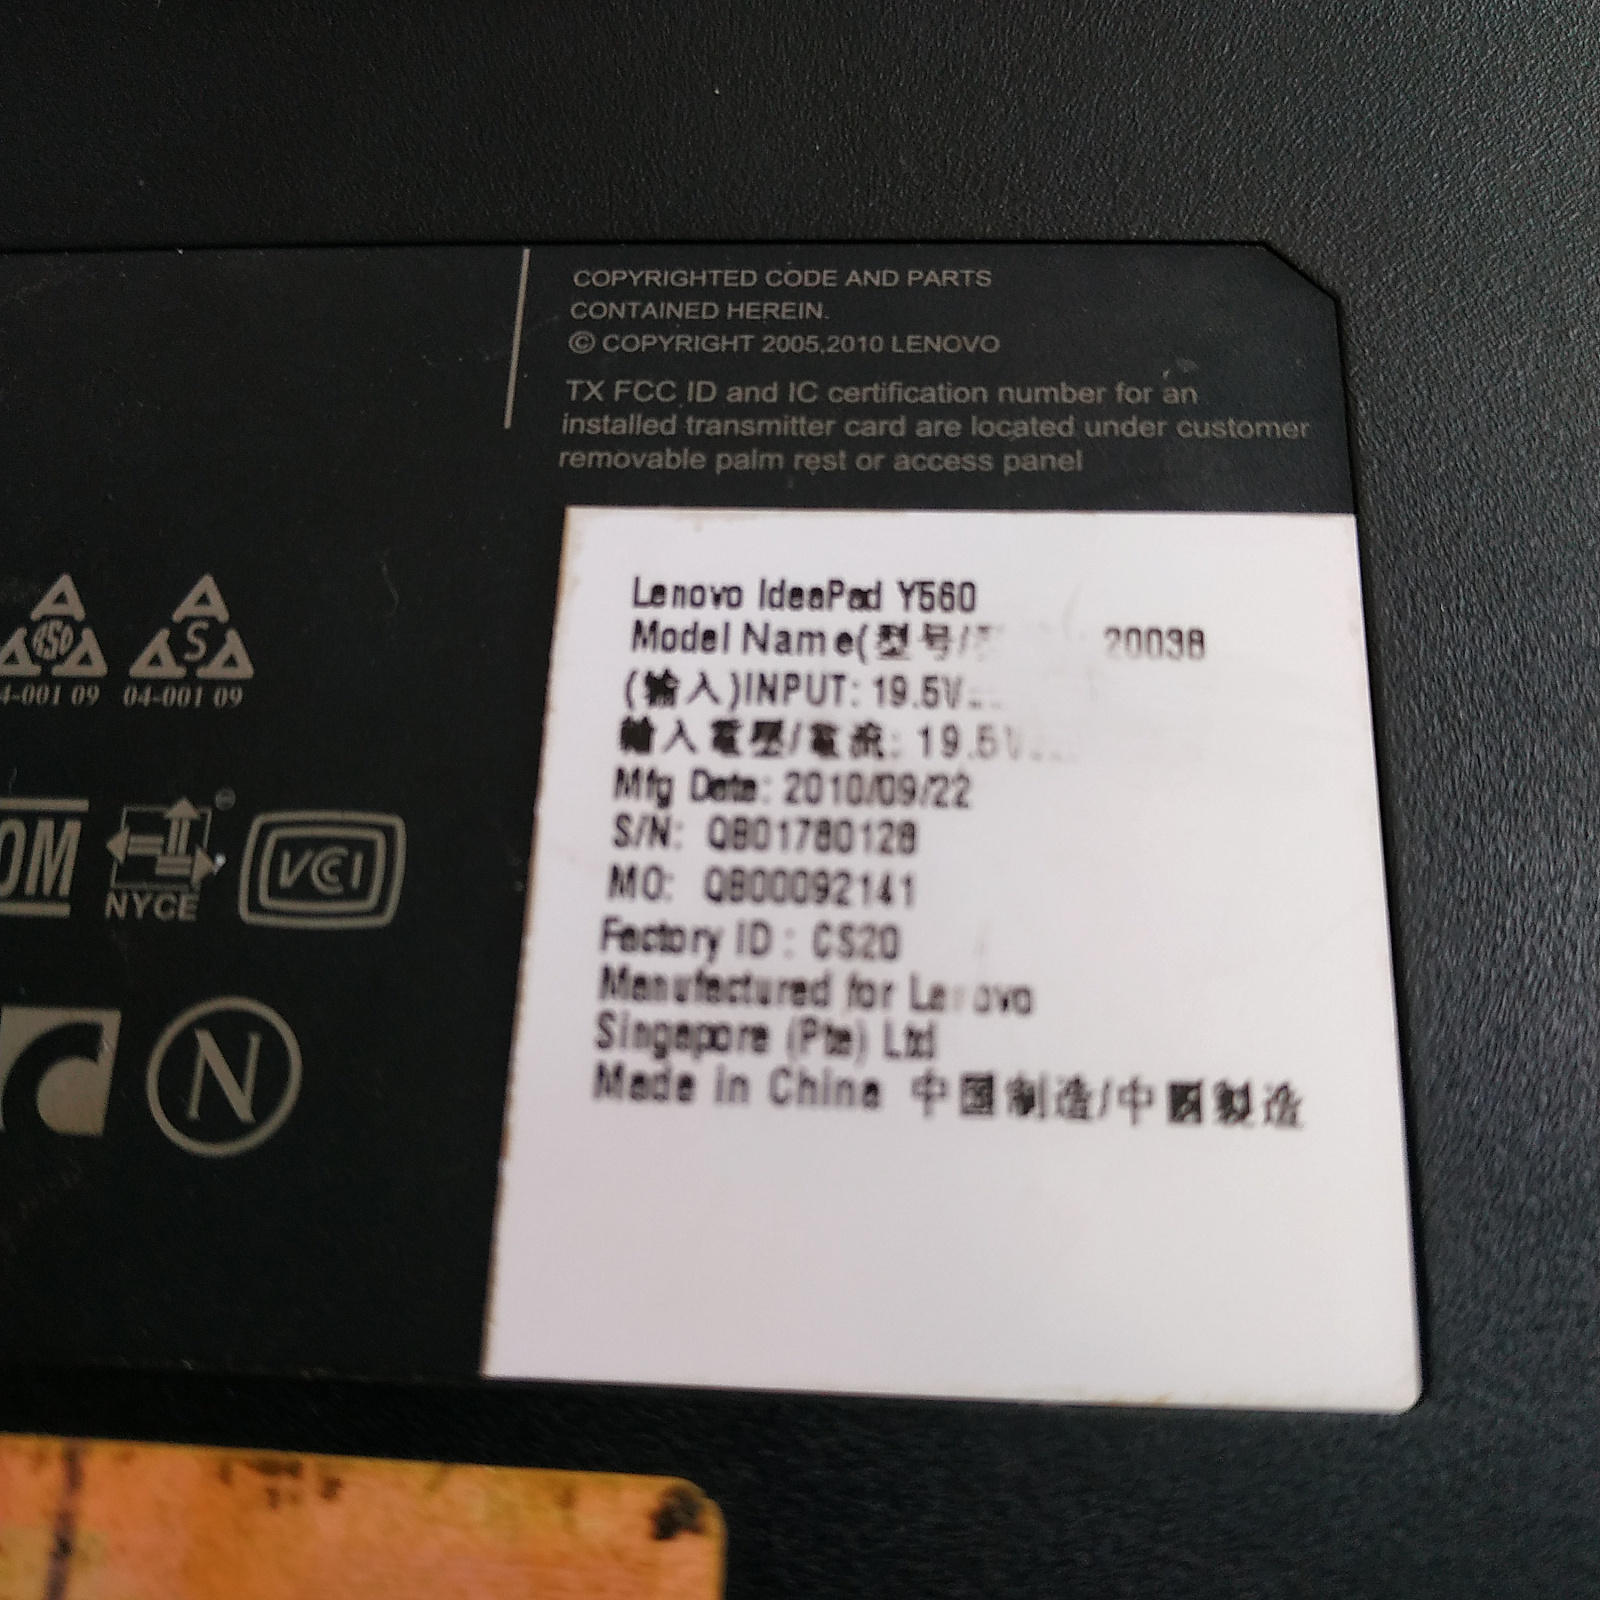 COPYRIGHTED CODE AND PARTS
CONTAINED HEREIN.
© COPYRIGHT 2005,2010 LENOVO
TX FCC ID and IC certification number for an
installed transmitter card are located under customer
removable palm rest or access panel
Lenovo IdeaPad Y560
Model Name(型号/ 20038
(输入)INPUT: 19.5V
輸入電壓/電流: 19.5V
Mfg Date: 2010/09/22
S/N: QB01780128
MO: QB00092141
Factory ID : CS20
Manufactured for Lenovo
Singapore (Pte) Ltd
Made in China 中国制造/中國製造
S
4-001 09 04-001 09
OM
NYCE
VCI
N